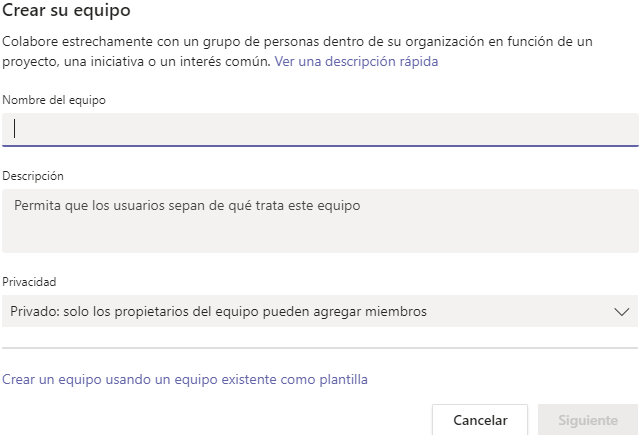 Crear su equipo
Colabore estrechamente con un grupo de personas dentro de su organización en función de un
proyecto, una iniciativa o un interés común. Ver una descripción rápida
Nombre del equipo
Descripción
Permita que los usuarios sepan de qué trata este equipo
Privacidad
Privado: solo los propietarios del equipo pueden agregar miembros
Crear un equipo usando un equipo existente como plantilla
Cancelar Siguiente